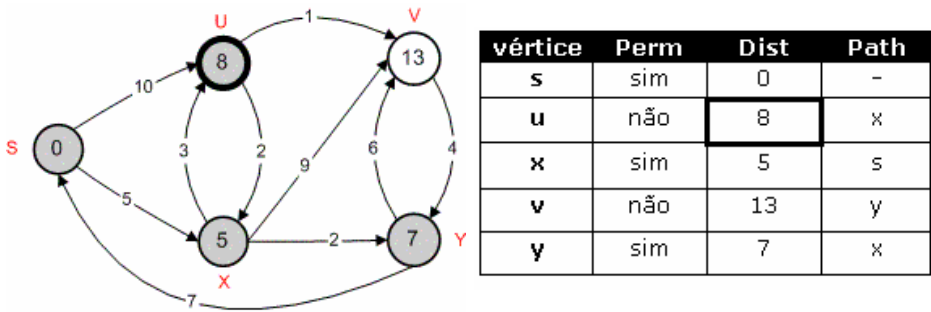 U
V
1
8
13
10
S
0
3
2
9
6
4
5
5
2
7
Y
X
7
vértice Perm Dist Path
s sim 0 –
u não 8 x
x sim 5 s
v não 13 y
y sim 7 x